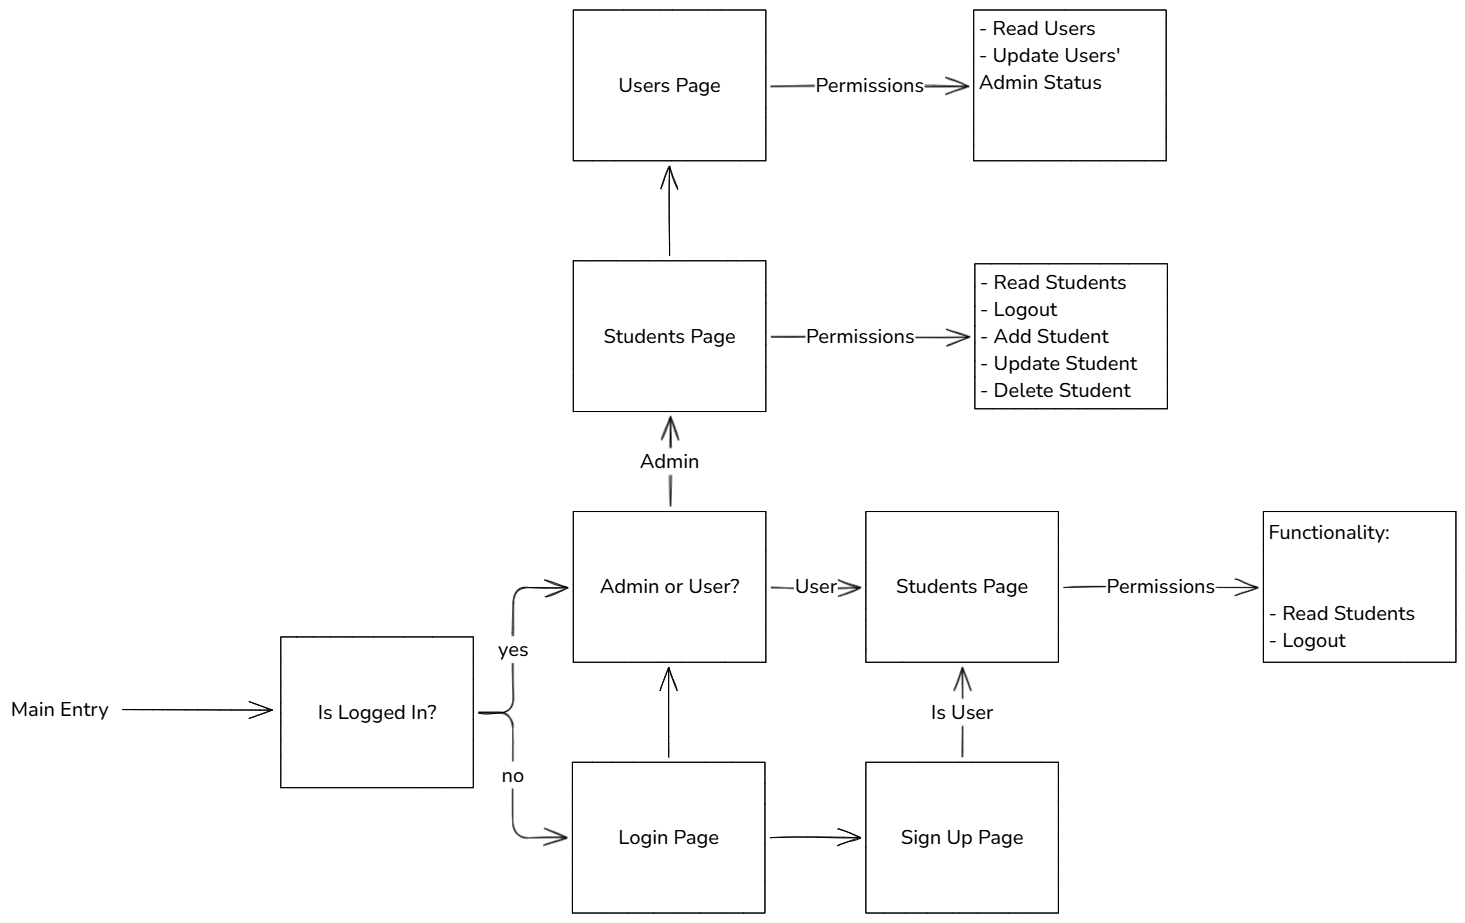 Users Page
Permissions
- Read Users
- Update Users'
Admin Status
Students Page
Permissions
- Read Students
- Logout
- Add Student
- Update Student
- Delete Student
Admin
Admin or User?
User
Students Page
Permissions
Functionality:
- Read Students
- Logout
yes
Main Entry
Is Logged In?
Is User
no
Login Page
Sign Up Page